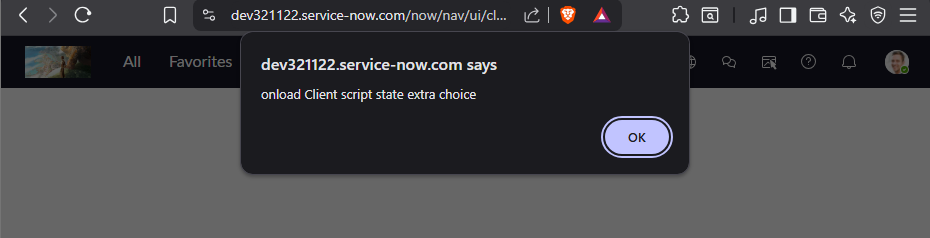 dev321122.service-now.com/now/nav/ui/cl...
All Favorites
dev321122.service-now.com says
onload Client script state extra choice
OK